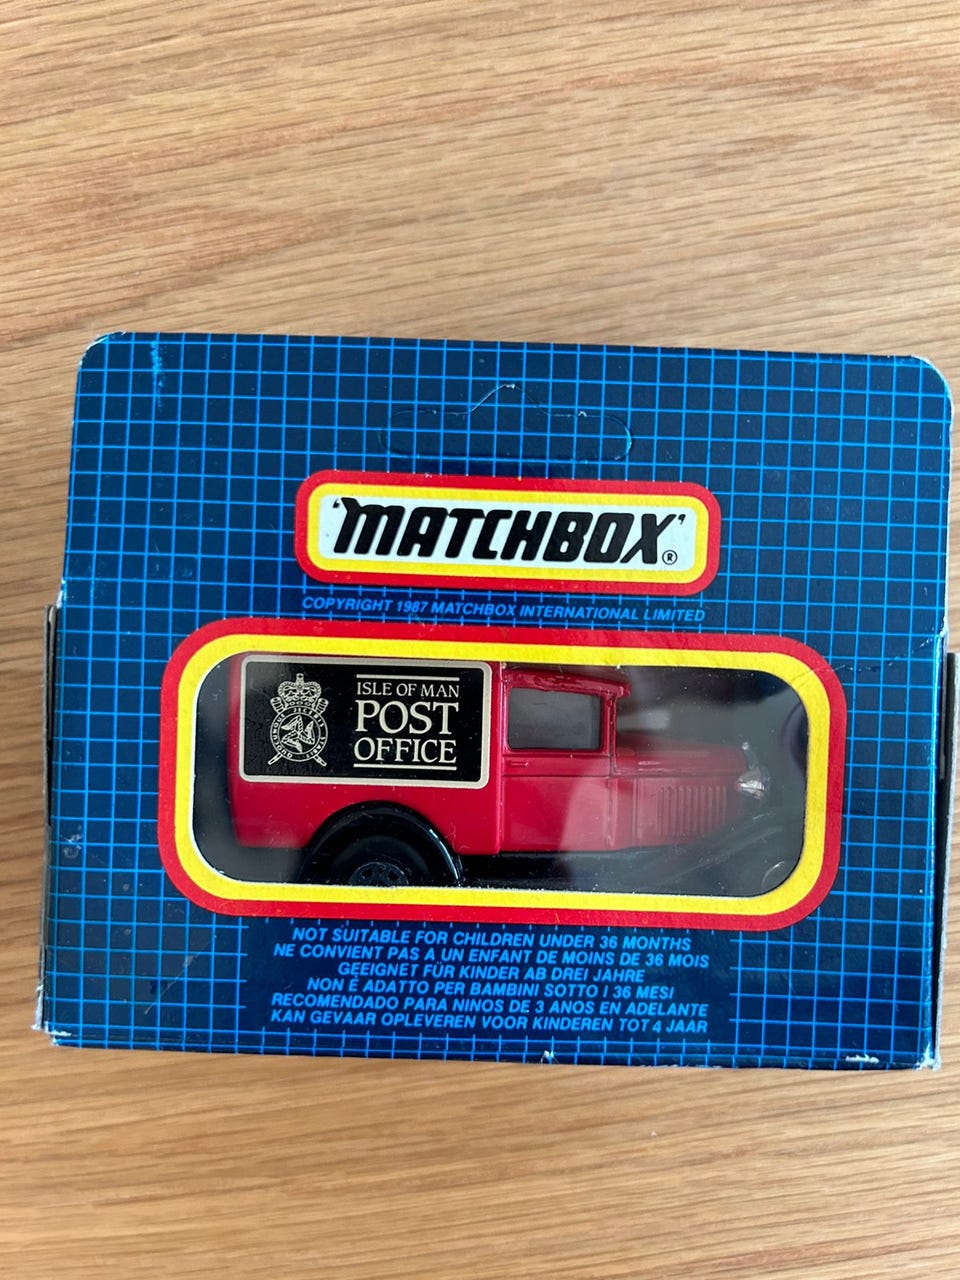 'MATCHBOX'®
COPYRIGHT 1987 MATCHBOX INTERNATIONAL LIMITED
ISLE OF MAN
POST
OFFICE
NOT SUITABLE FOR CHILDREN UNDER 36 MONTHS
NE CONVIENT PAS A UN ENFANT DE MOINS DE 36 MOIS
GEEIGNET FÜR KINDER AB DREI JAHRE
NON È ADATTO PER BAMBINI SOTTO I 36 MESI
RECOMENDADO PARA NINOS DE 3 ANOS EN ADELANTE
KAN GEVAAR OPLEVEREN VOOR KINDEREN TOT 4 JAAR